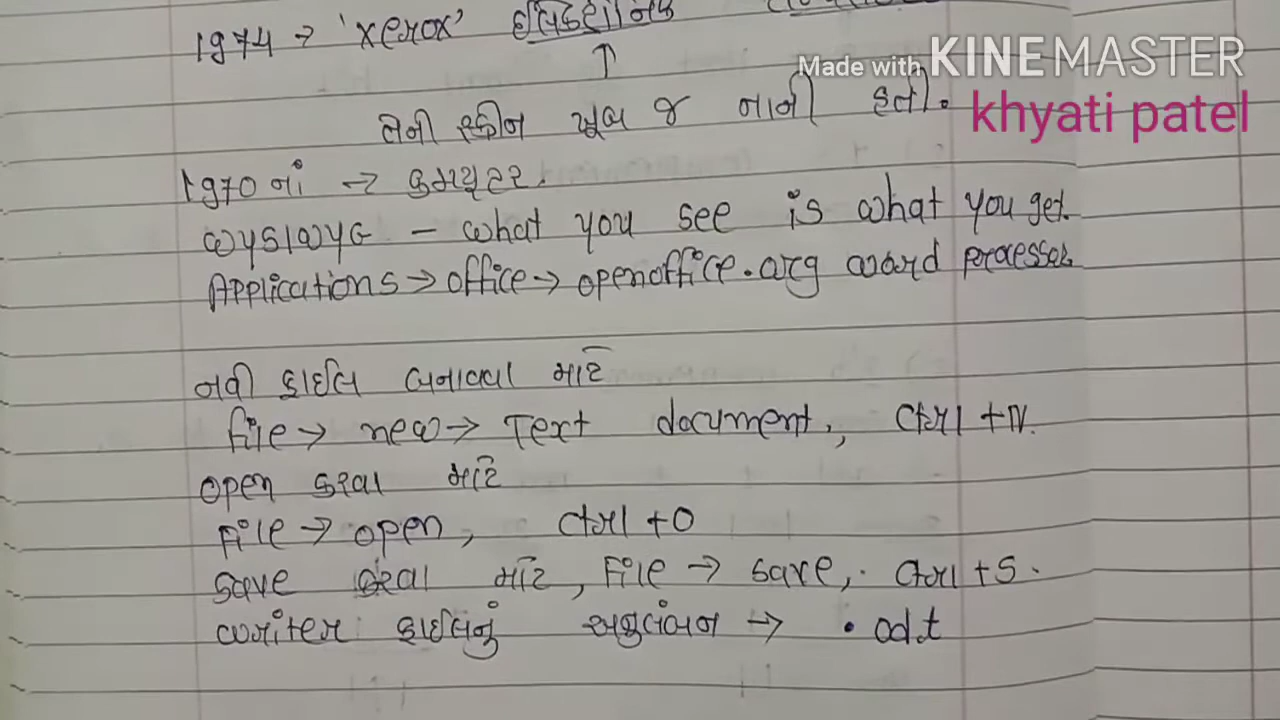 1974 → 'xerox' ઇલેક્ટ્રોનિક
Made with KINEMASTER
khyati patel
તેની સ્ક્રીન ખૂબ જ નાની હતી.
1970 નાં → કમ્પ્યુટર.
WYSIWYG - what you see is what you get.
Applications → office → openoffice.org word processor
નવી ફાઈલ બનાવવા માટે
file → new → Text document, Ctrl + N.
open કરવા માટે
File → open, Ctrl + O
save કરવા માટે, File → save, Ctrl + S.
writer ફાઈલનું અનુલંબન → .odt